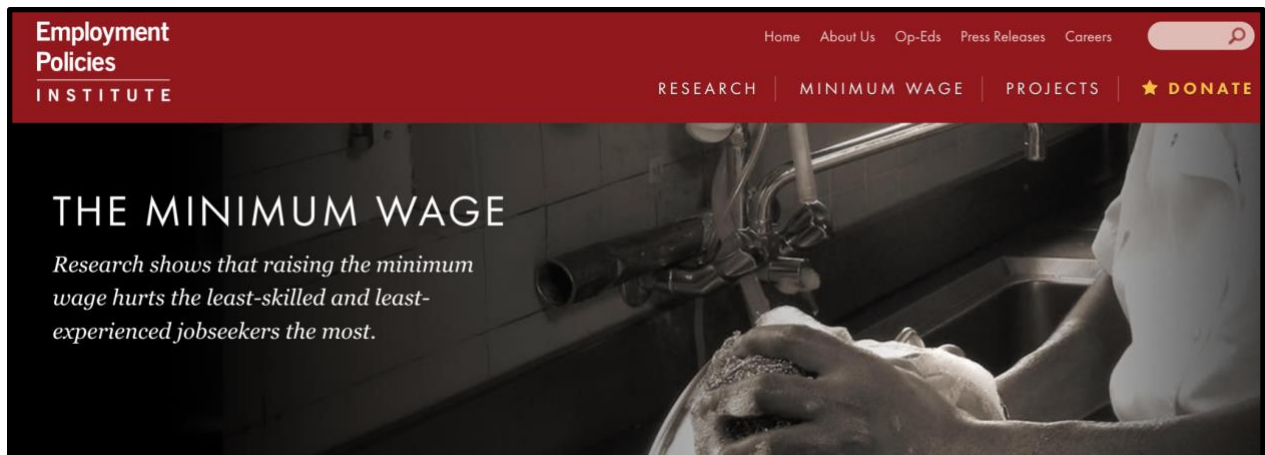 Employment
Policies
INSTITUTE
Home About Us Op-Eds Press Releases Careers
RESEARCH MINIMUM WAGE PROJECTS DONATE
THE MINIMUM WAGE
Research shows that raising the minimum
wage hurts the least-skilled and least-
experienced jobseekers the most.